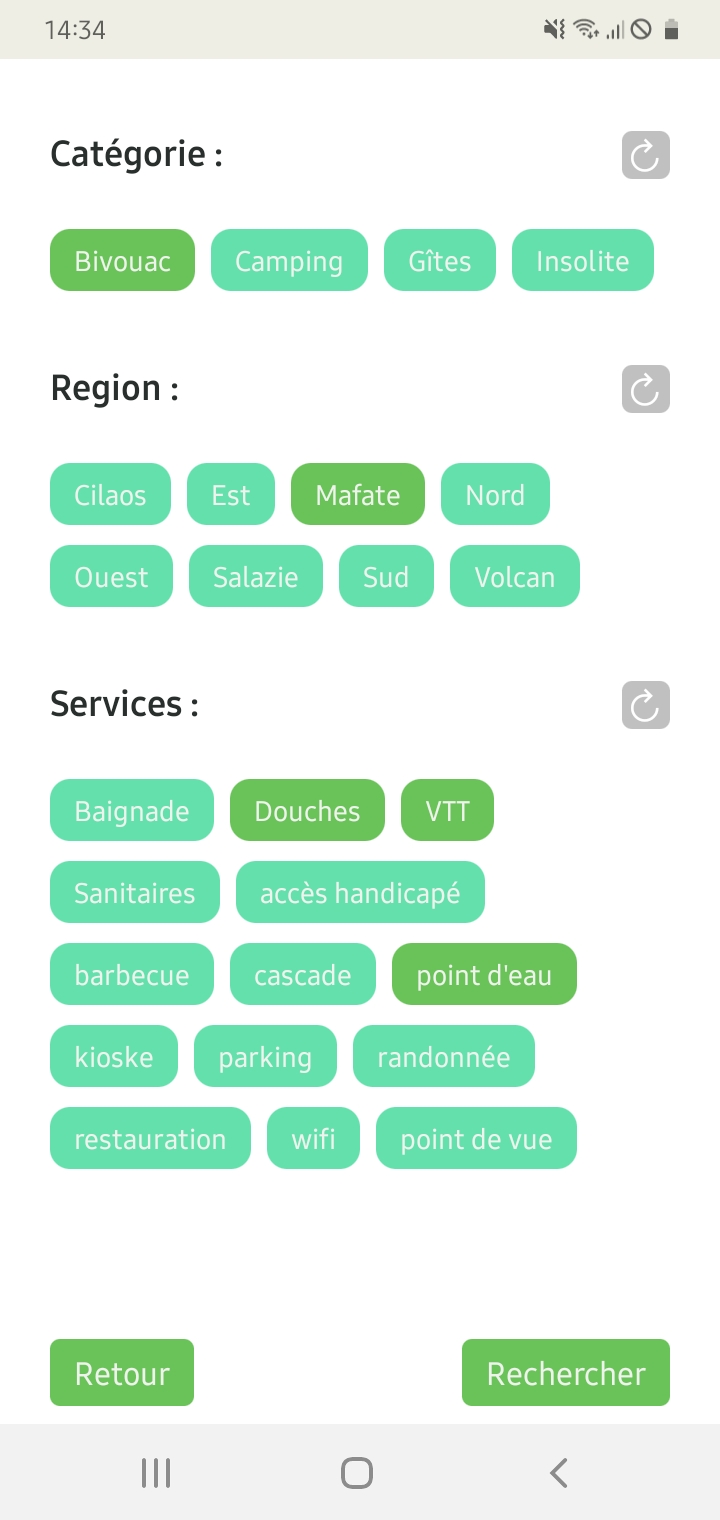 14:34
Catégorie :
Bivouac Camping Gîtes Insolite
Region :
Cilaos Est Mafate Nord
Ouest Salazie Sud Volcan
Services :
Baignade Douches VTT
Sanitaires accès handicapé
barbecue cascade point d'eau
kioske parking randonnée
restauration wifi point de vue
Retour Rechercher